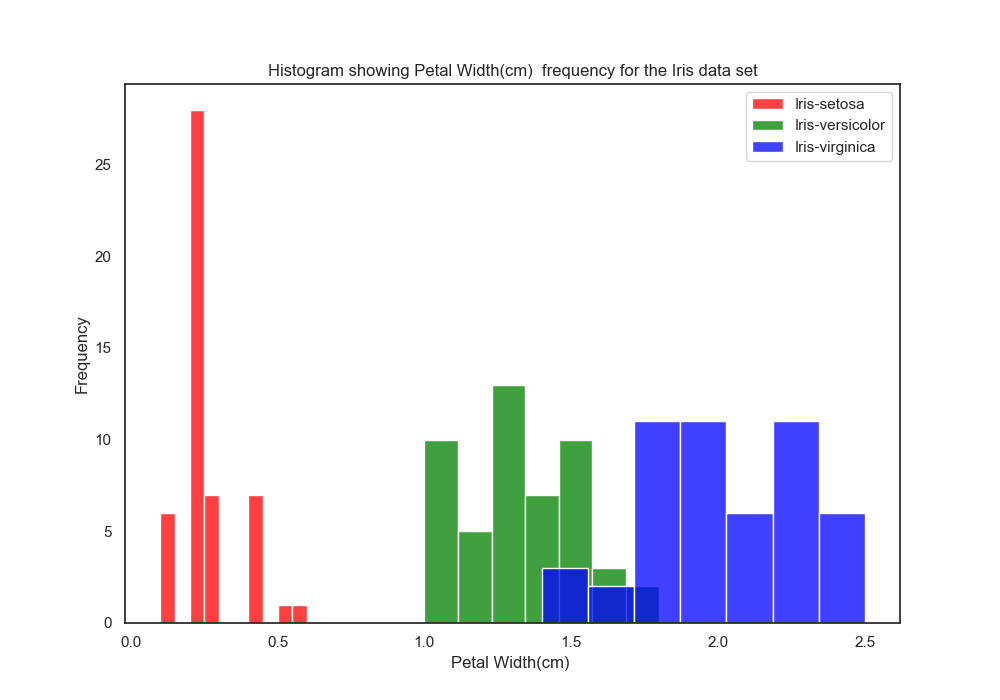 Histogram showing Petal Width(cm)  frequency for the Iris data set
Iris-setosa
Iris-versicolor
Iris-virginica
25
20
15
10
5
0
Frequency
0.0 0.5 1.0 1.5 2.0 2.5
Petal Width(cm)